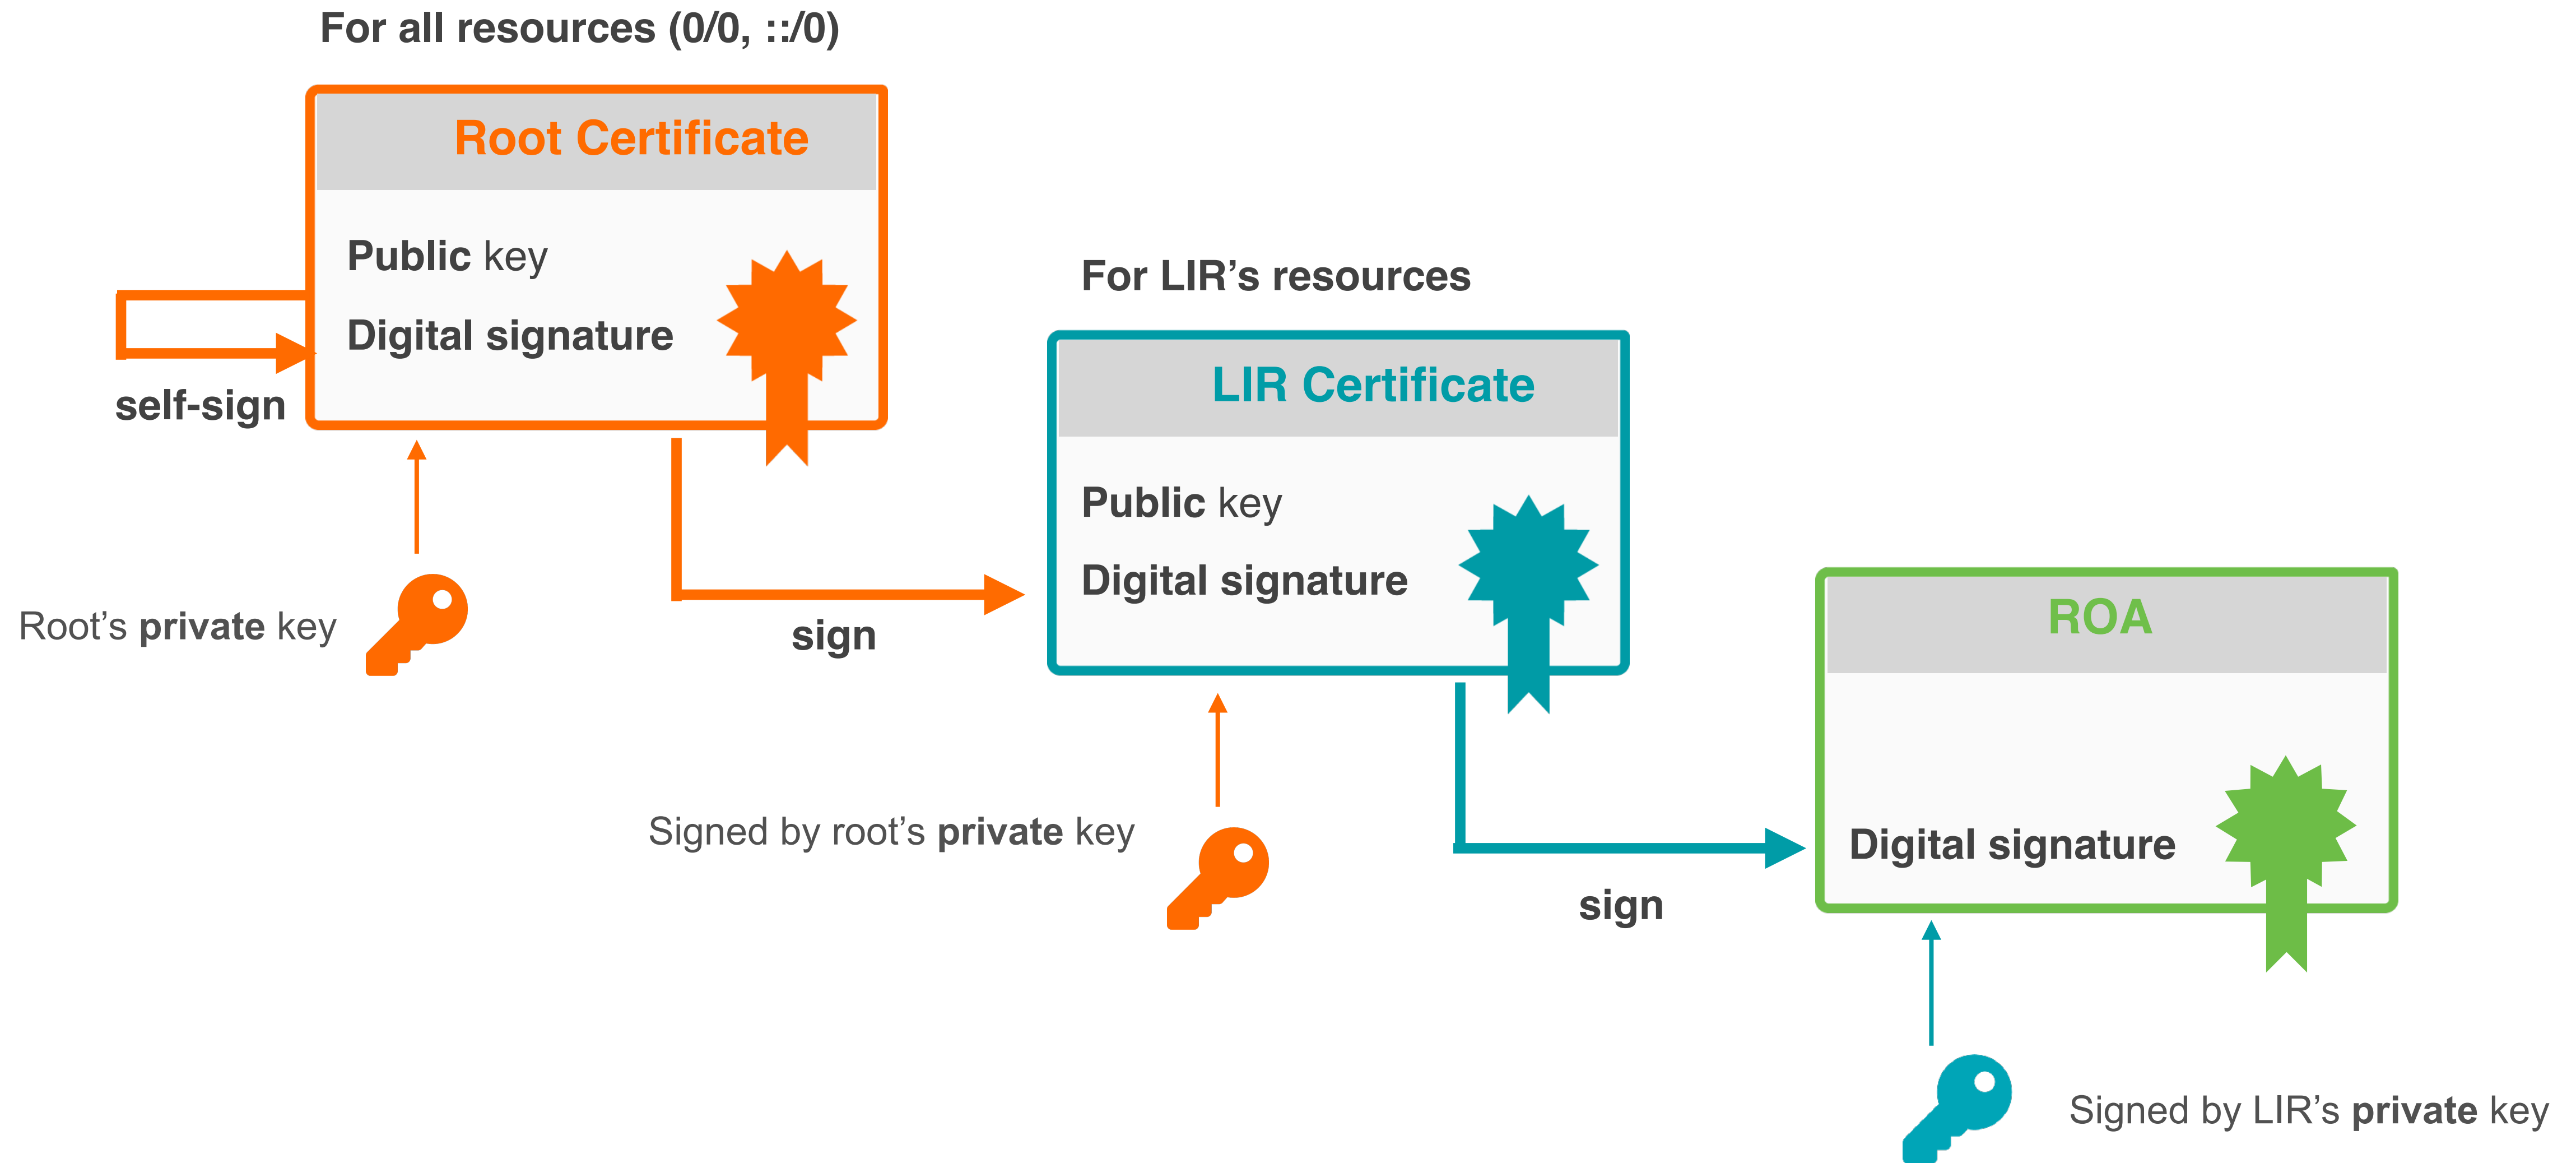 For all resources (0/0, ::/0)
Root Certificate
Public key
Digital signature
self-sign
Root’s private key
sign
For LIR’s resources
LIR Certificate
Public key
Digital signature
Signed by root’s private key
sign
ROA
Digital signature
Signed by LIR’s private key